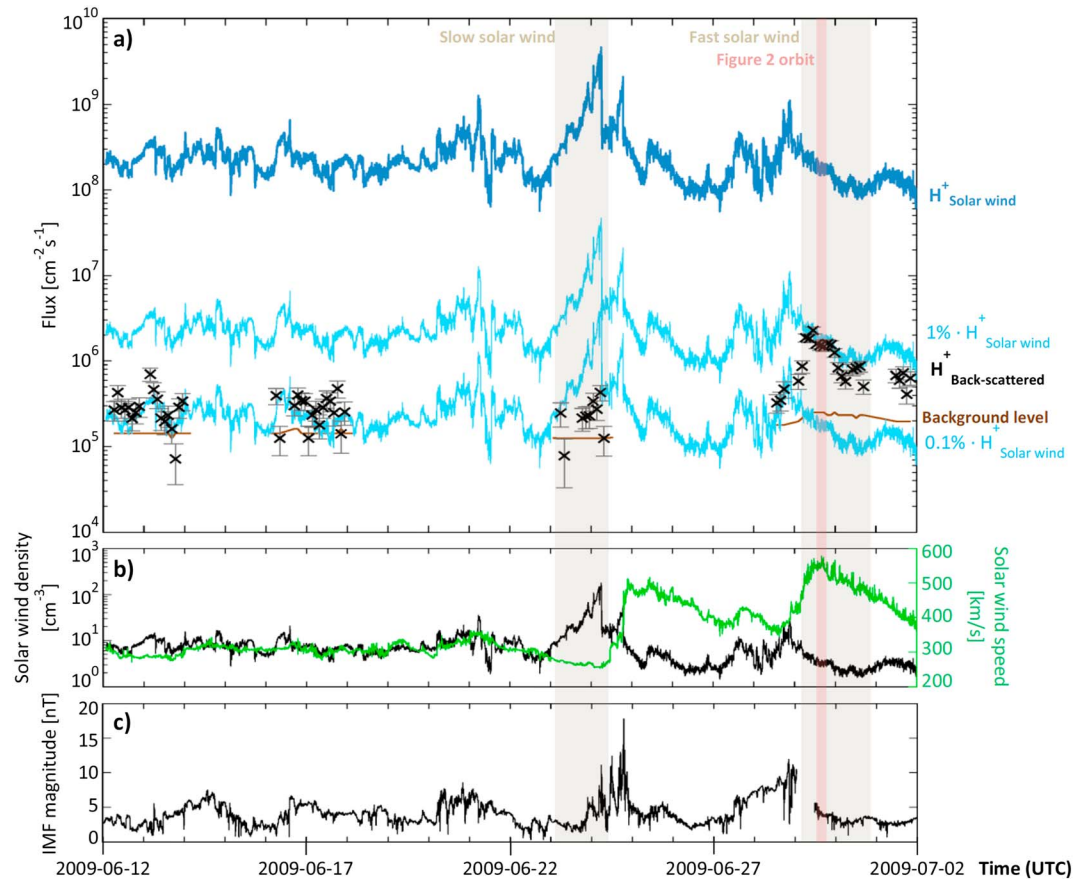 10^10
a)
Slow solar wind
Fast solar wind
Figure 2 orbit
10^9
10^8
H^+ Solar wind
Flux [cm^-2 s^-1]
10^7
1% · H^+ Solar wind
10^6
H^+ Back-scattered
Background level
10^5
0.1% · H^+ Solar wind
10^4
b)
Solar wind density
[cm^-3]
10^3
10^2
10^1
10^0
600
500
400
300
200
Solar wind speed
[km/s]
c)
IMF magnitude [nT]
20
15
10
5
0
2009-06-12
2009-06-17
2009-06-22
2009-06-27
2009-07-02
Time (UTC)